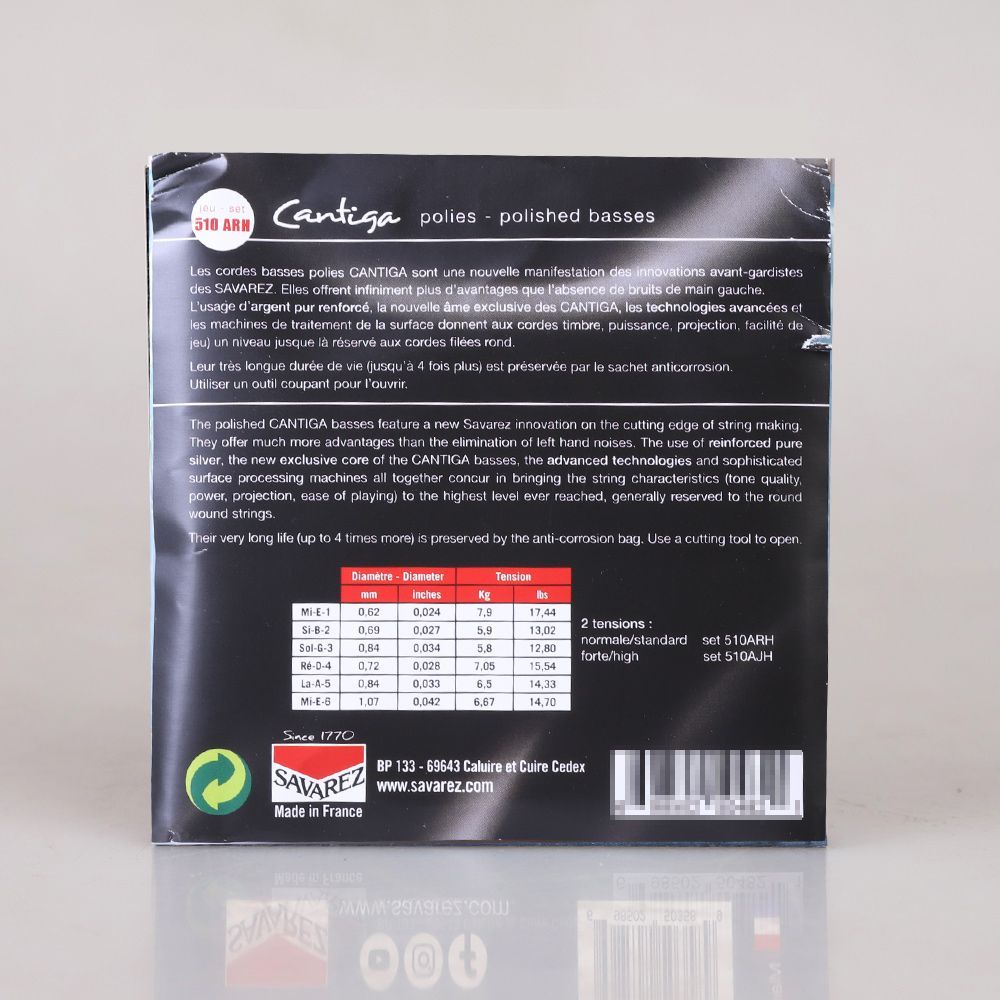 jeu - set
510 ARH
Cantiga polies - polished basses
Les cordes basses polies CANTIGA sont une nouvelle manifestation des innovations avant-gardistes
des SAVAREZ. Elles offrent infiniment plus d'avantages que l'absence de bruits de main gauche.
L'usage d'argent pur renforcé, la nouvelle âme exclusive des CANTIGA, les technologies avancées et
les machines de traitement de la surface donnent aux cordes timbre, puissance, projection, facilité de
jeu) un niveau jusque là réservé aux cordes filées rond.
Leur très longue durée de vie (jusqu'à 4 fois plus) est préservée par le sachet anticorrosion.
Utiliser un outil coupant pour l'ouvrir.
The polished CANTIGA basses feature a new Savarez innovation on the cutting edge of string making.
They offer much more advantages than the elimination of left hand noises. The use of reinforced pure
silver, the new exclusive core of the CANTIGA basses, the advanced technologies and sophisticated
surface processing machines all together concur in bringing the string characteristics (tone quality,
power, projection, ease of playing) to the highest level ever reached, generally reserved to the round
wound strings.
Their very long life (up to 4 times more) is preserved by the anti-corrosion bag. Use a cutting tool to open.
Diamètre - Diameter Tension
mm inches Kg lbs
Mi-E-1 0,62 0,024 7,9 17,44
Si-B-2 0,69 0,027 5,9 13,02
Sol-G-3 0,84 0,034 5,8 12,80
Ré-D-4 0,72 0,028 7,05 15,54
La-A-5 0,84 0,033 6,5 14,33
Mi-E-6 1,07 0,042 6,67 14,70
2 tensions :
normale/standard set 510ARH
forte/high set 510AJH
Since 1770
SAVAREZ
Made in France
BP 133 - 69643 Caluire et Cuire Cedex
www.savarez.com
Made in France
www.savarez.com
SAVAREZ
6 98502 50358 9